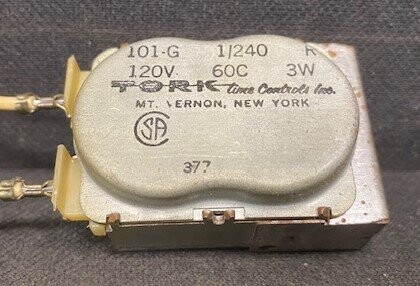 101-G 1/240 R
120V 60C 3W
TORK Time Controls Inc.
MT. VERNON, NEW YORK
CSA
377